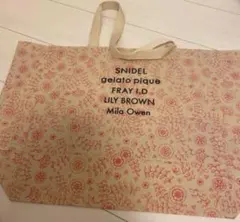 SNIDEL
gelato pique
FRAY I.D
LILY BROWN
Mila Owen